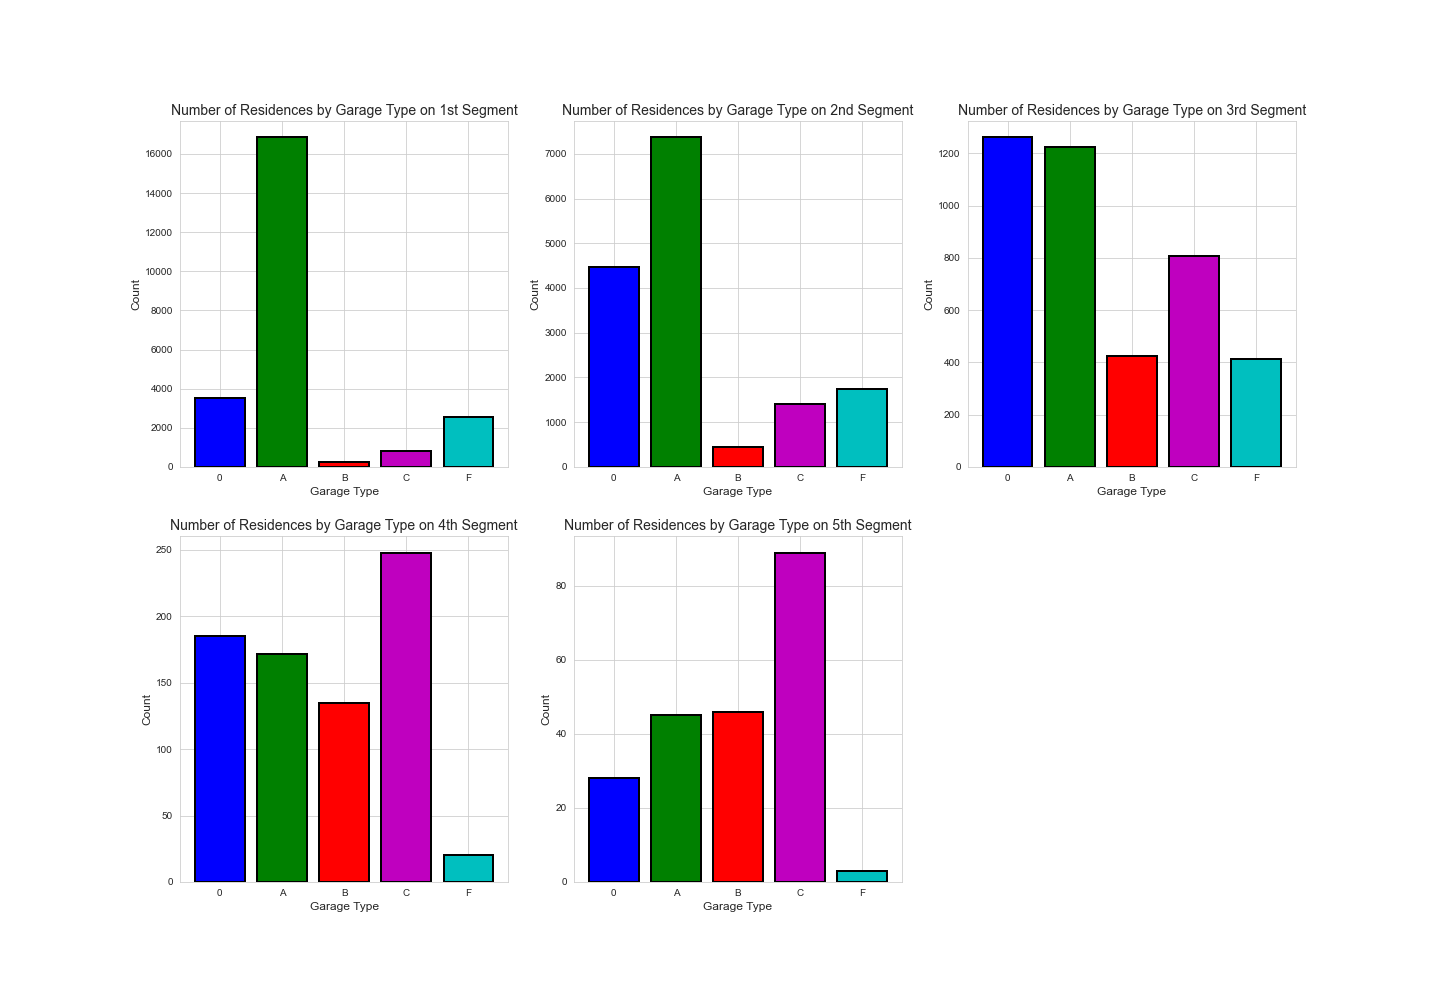 Number of Residences by Garage Type on 1st Segment
16000
14000
12000
10000
8000
6000
4000
2000
0
Count
0 A B C F
Garage Type
Number of Residences by Garage Type on 2nd Segment
7000
6000
5000
4000
3000
2000
1000
0
Count
0 A B C F
Garage Type
Number of Residences by Garage Type on 3rd Segment
1200
1000
800
600
400
200
0
Count
0 A B C F
Garage Type
Number of Residences by Garage Type on 4th Segment
250
200
150
100
50
0
Count
0 A B C F
Garage Type
Number of Residences by Garage Type on 5th Segment
80
60
40
20
0
Count
0 A B C F
Garage Type